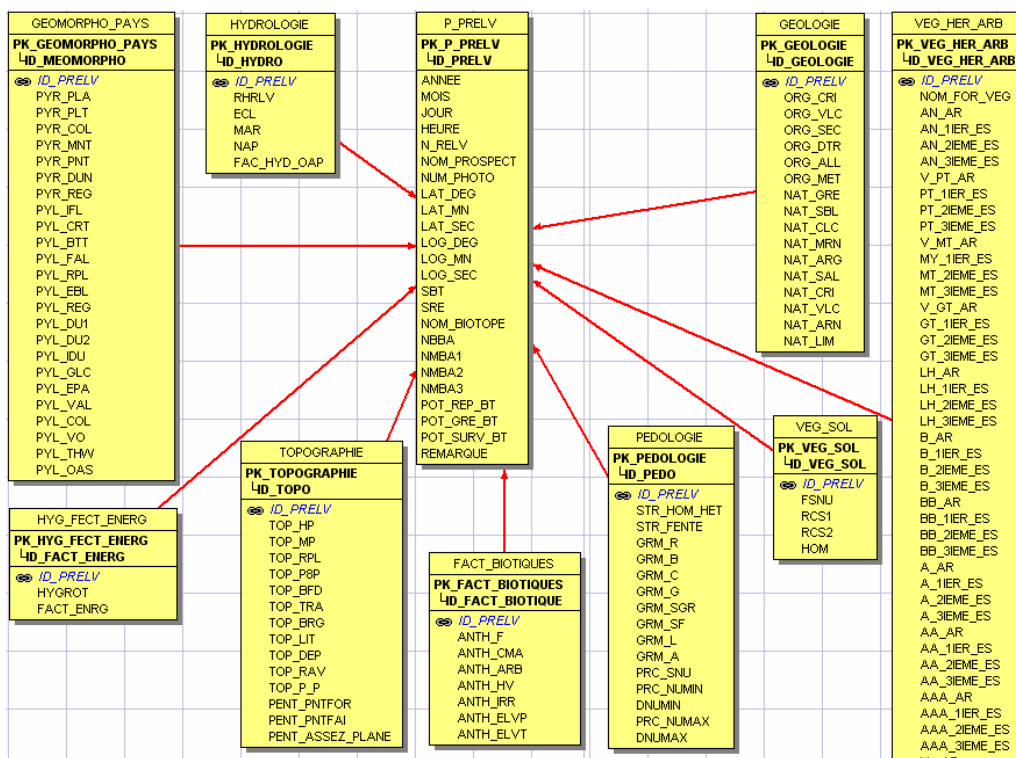 GEOMORPHO_PAYS
PK_GEOMORPHO_PAYS
ID_MEOMORPHO
ID_PRELV
PYR_PLA
PYR_PLT
PYR_COL
PYR_MNT
PYR_PNT
PYR_DUN
PYR_REG
PYL_IFL
PYL_CRT
PYL_BTT
PYL_FAL
PYL_RPL
PYL_EBL
PYL_REG
PYL_DU1
PYL_DU2
PYL_IDU
PYL_GLC
PYL_EPA
PYL_VAL
PYL_COL
PYL_VO
PYL_THW
PYL_OAS
HYDROLOGIE
PK_HYDROLOGIE
ID_HYDRO
ID_PRELV
RHRLV
ECL
MAR
NAP
FAC_HYD_OAP
P_PRELV
PK_P_PRELV
ID_PRELV
ANNEE
MOIS
JOUR
HEURE
N_RELV
NOM_PROSPECT
NUM_PHOTO
LAT_DEG
LAT_MN
LAT_SEC
LOG_DEG
LOG_MN
LOG_SEC
SBT
SRE
NOM_BIOTOPE
NBBA
NMBA1
NMBA2
NMBA3
POT_REP_BT
POT_GRE_BT
POT_SURV_BT
REMARQUE
GEOLOGIE
PK_GEOLOGIE
ID_GEOLOGIE
ID_PRELV
ORG_CRI
ORG_VLC
ORG_SEC
ORG_DTR
ORG_ALL
ORG_MET
NAT_GRE
NAT_SBL
NAT_CLC
NAT_MRN
NAT_ARG
NAT_SAL
NAT_CRI
NAT_VLC
NAT_ARN
NAT_LIM
VEG_HER_ARB
PK_VEG_HER_ARB
ID_VEG_HER_ARB
ID_PRELV
NOM_FOR_VEG
AN_AR
AN_1IER_ES
AN_2IEME_ES
AN_3IEME_ES
V_PT_AR
PT_1IER_ES
PT_2IEME_ES
PT_3IEME_ES
V_MT_AR
MY_1IER_ES
MT_2IEME_ES
MT_3IEME_ES
V_GT_AR
GT_1IER_ES
GT_2IEME_ES
GT_3IEME_ES
LH_AR
LH_1IER_ES
LH_2IEME_ES
LH_3IEME_ES
B_AR
B_1IER_ES
B_2IEME_ES
B_3IEME_ES
BB_AR
BB_1IER_ES
BB_2IEME_ES
BB_3IEME_ES
A_AR
A_1IER_ES
A_2IEME_ES
A_3IEME_ES
AA_AR
AA_1IER_ES
AA_2IEME_ES
AA_3IEME_ES
AAA_AR
AAA_1IER_ES
AAA_2IEME_ES
AAA_3IEME_ES
HYG_FECT_ENERG
PK_HYG_FECT_ENERG
ID_FACT_ENERG
ID_PRELV
HYGROT
FACT_ENRG
TOPOGRAPHIE
PK_TOPOGRAPHIE
ID_TOPO
ID_PRELV
TOP_HP
TOP_MP
TOP_RPL
TOP_P8P
TOP_BFD
TOP_TRA
TOP_BRG
TOP_LIT
TOP_DEP
TOP_RAV
TOP_P_P
PENT_PNTFOR
PENT_PNTFAI
PENT_ASSEZ_PLANE
FACT_BIOTIQUES
PK_FACT_BIOTIQUES
ID_FACT_BIOTIQUE
ID_PRELV
ANTH_F
ANTH_CMA
ANTH_ARB
ANTH_HV
ANTH_IRR
ANTH_ELVP
ANTH_ELVT
PEDOLOGIE
PK_PEDOLOGIE
ID_PEDO
ID_PRELV
STR_HOM_HET
STR_FENTE
GRM_R
GRM_B
GRM_C
GRM_G
GRM_SGR
GRM_SF
GRM_L
GRM_A
PRC_SNU
PRC_NUMIN
DNUMIN
PRC_NUMAX
DNUMAX
VEG_SOL
PK_VEG_SOL
ID_VEG_SOL
ID_PRELV
FSNU
RCS1
RCS2
HOM